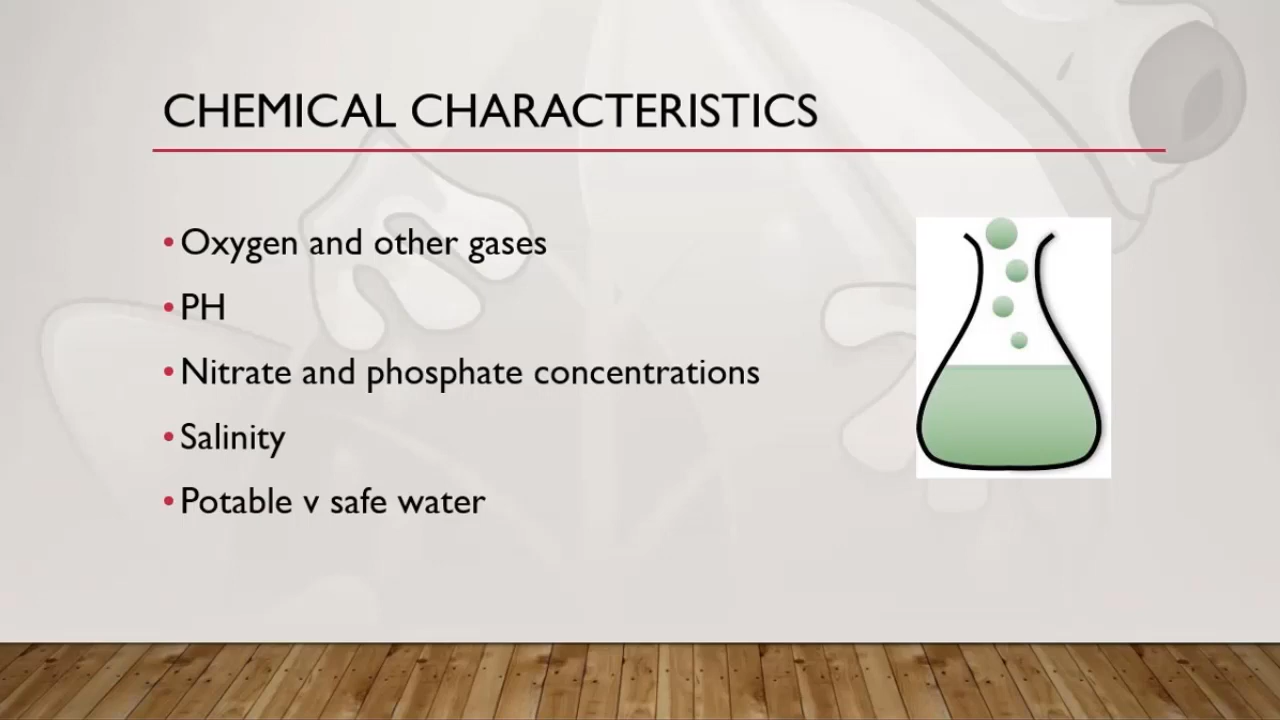 CHEMICAL CHARACTERISTICS
•Oxygen and other gases
•PH
•Nitrate and phosphate concentrations
•Salinity
•Potable v safe water